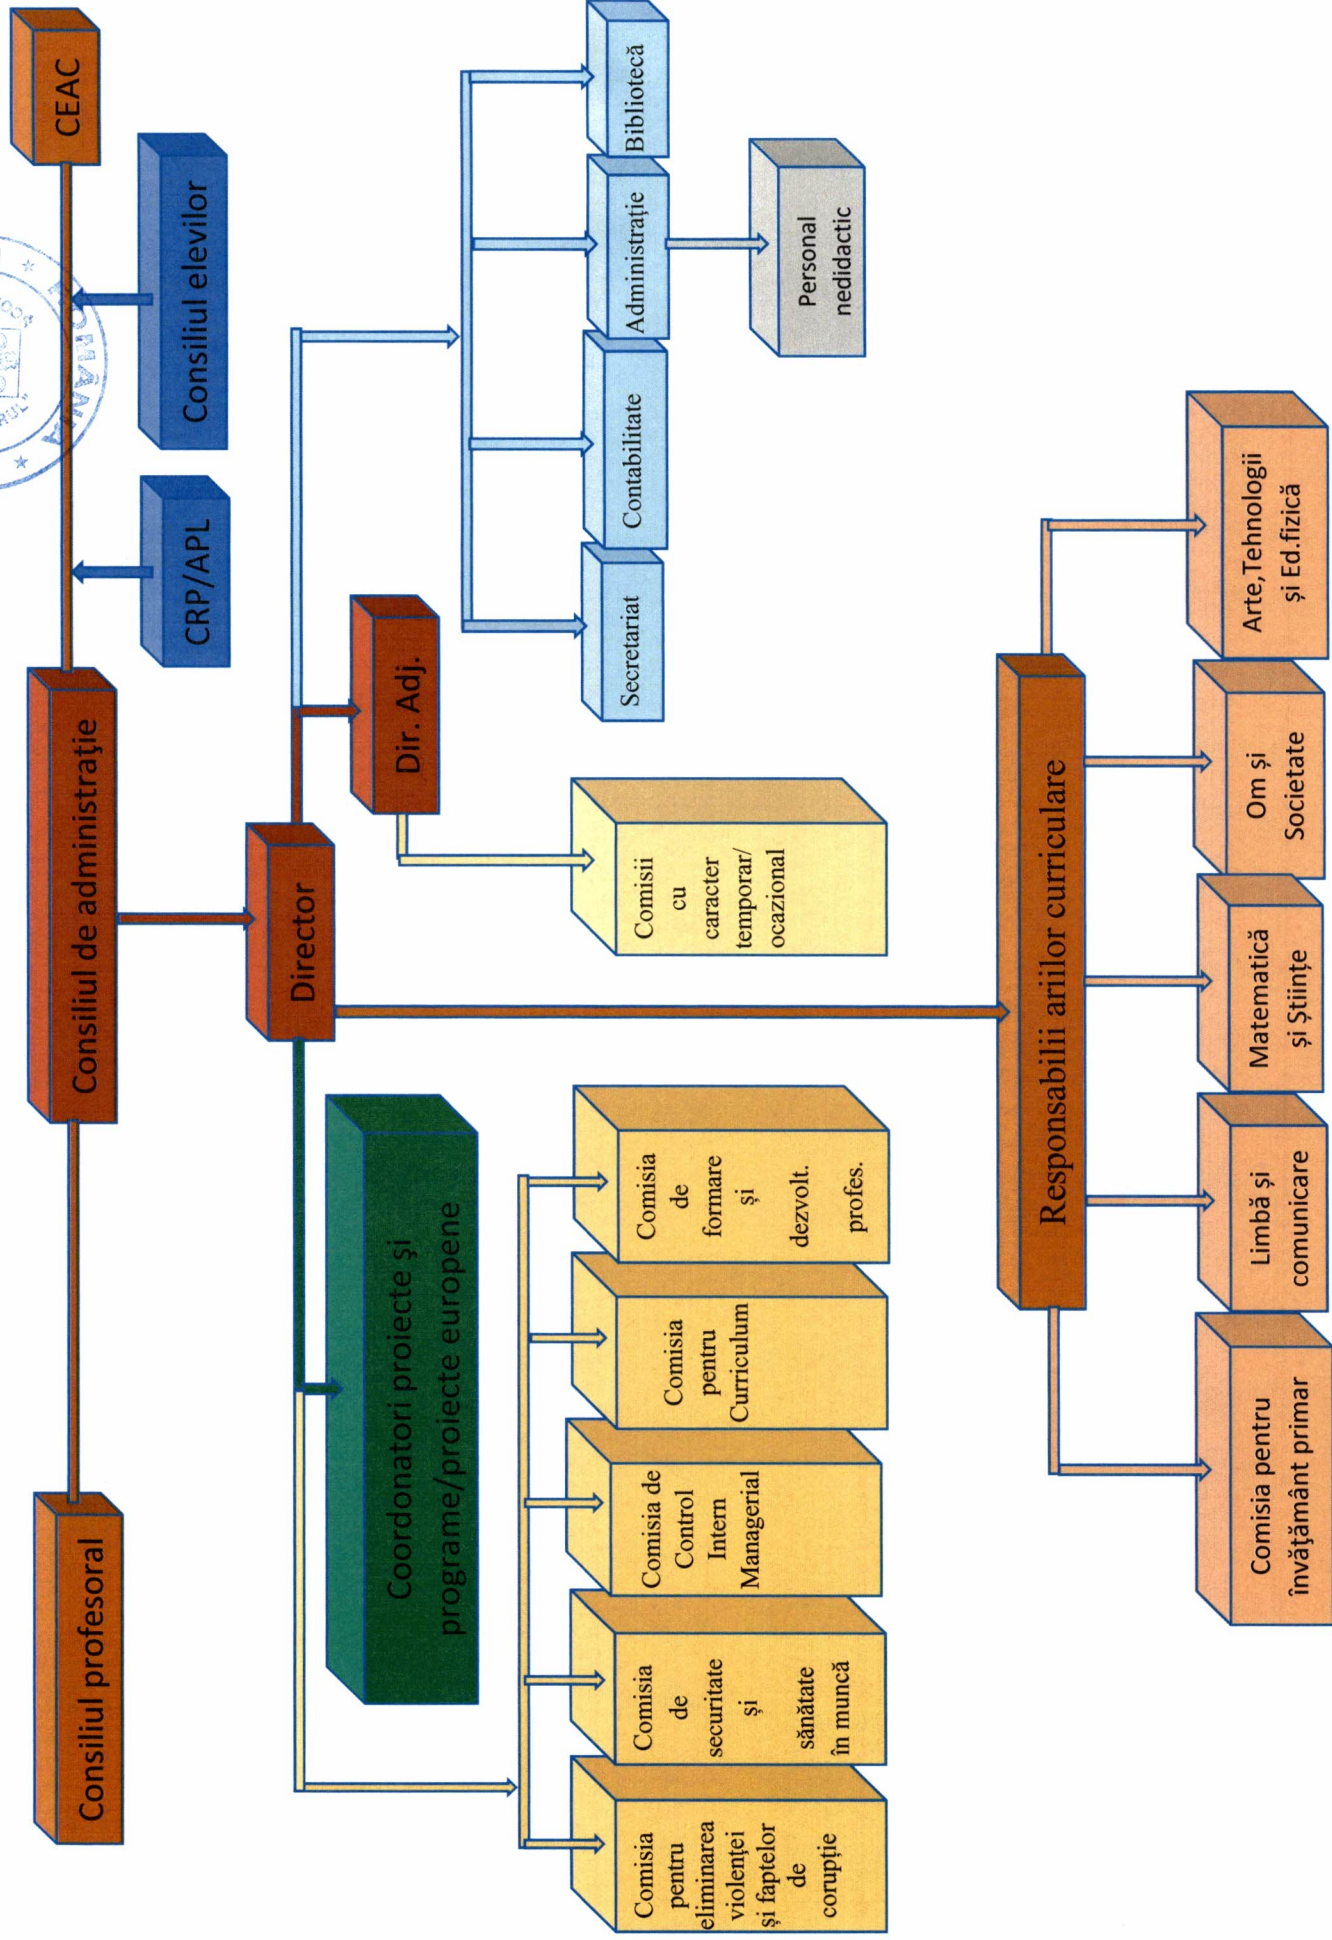 Consiliul profesoral
Consiliul de administraţie
CEAC
CRP/APL
Consiliul elevilor
ROMÂNIA
Director
Dir. Adj.
Coordonatori proiecte şi
programe/proiecte europene
Comisia
pentru
eliminarea
violenței
și faptelor
de
corupție
Comisia
de
securitate
și
sănătate
în muncă
Comisia de
Control
Intern
Managerial
Comisia
pentru
Curriculum
Comisia
de
formare
și
dezvolt.
profes.
Comisii
cu
caracter
temporar/
ocazional
Secretariat
Contabilitate
Administrație
Bibliotecă
Personal
nedidactic
Responsabilii ariilor curriculare
Comisia pentru
învăţământ primar
Limbă și
comunicare
Matematică
și Științe
Om și
Societate
Arte,Tehnologii
și Ed.fizică